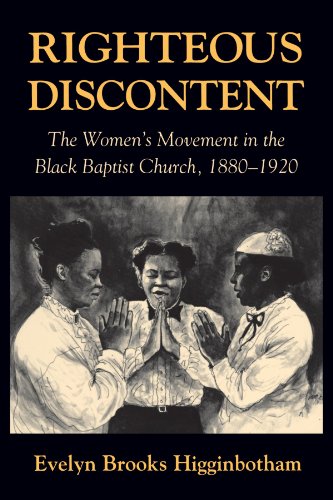 RIGHTEOUS
DISCONTENT
The Women's Movement in the
Black Baptist Church, 1880–1920
Evelyn Brooks Higginbotham